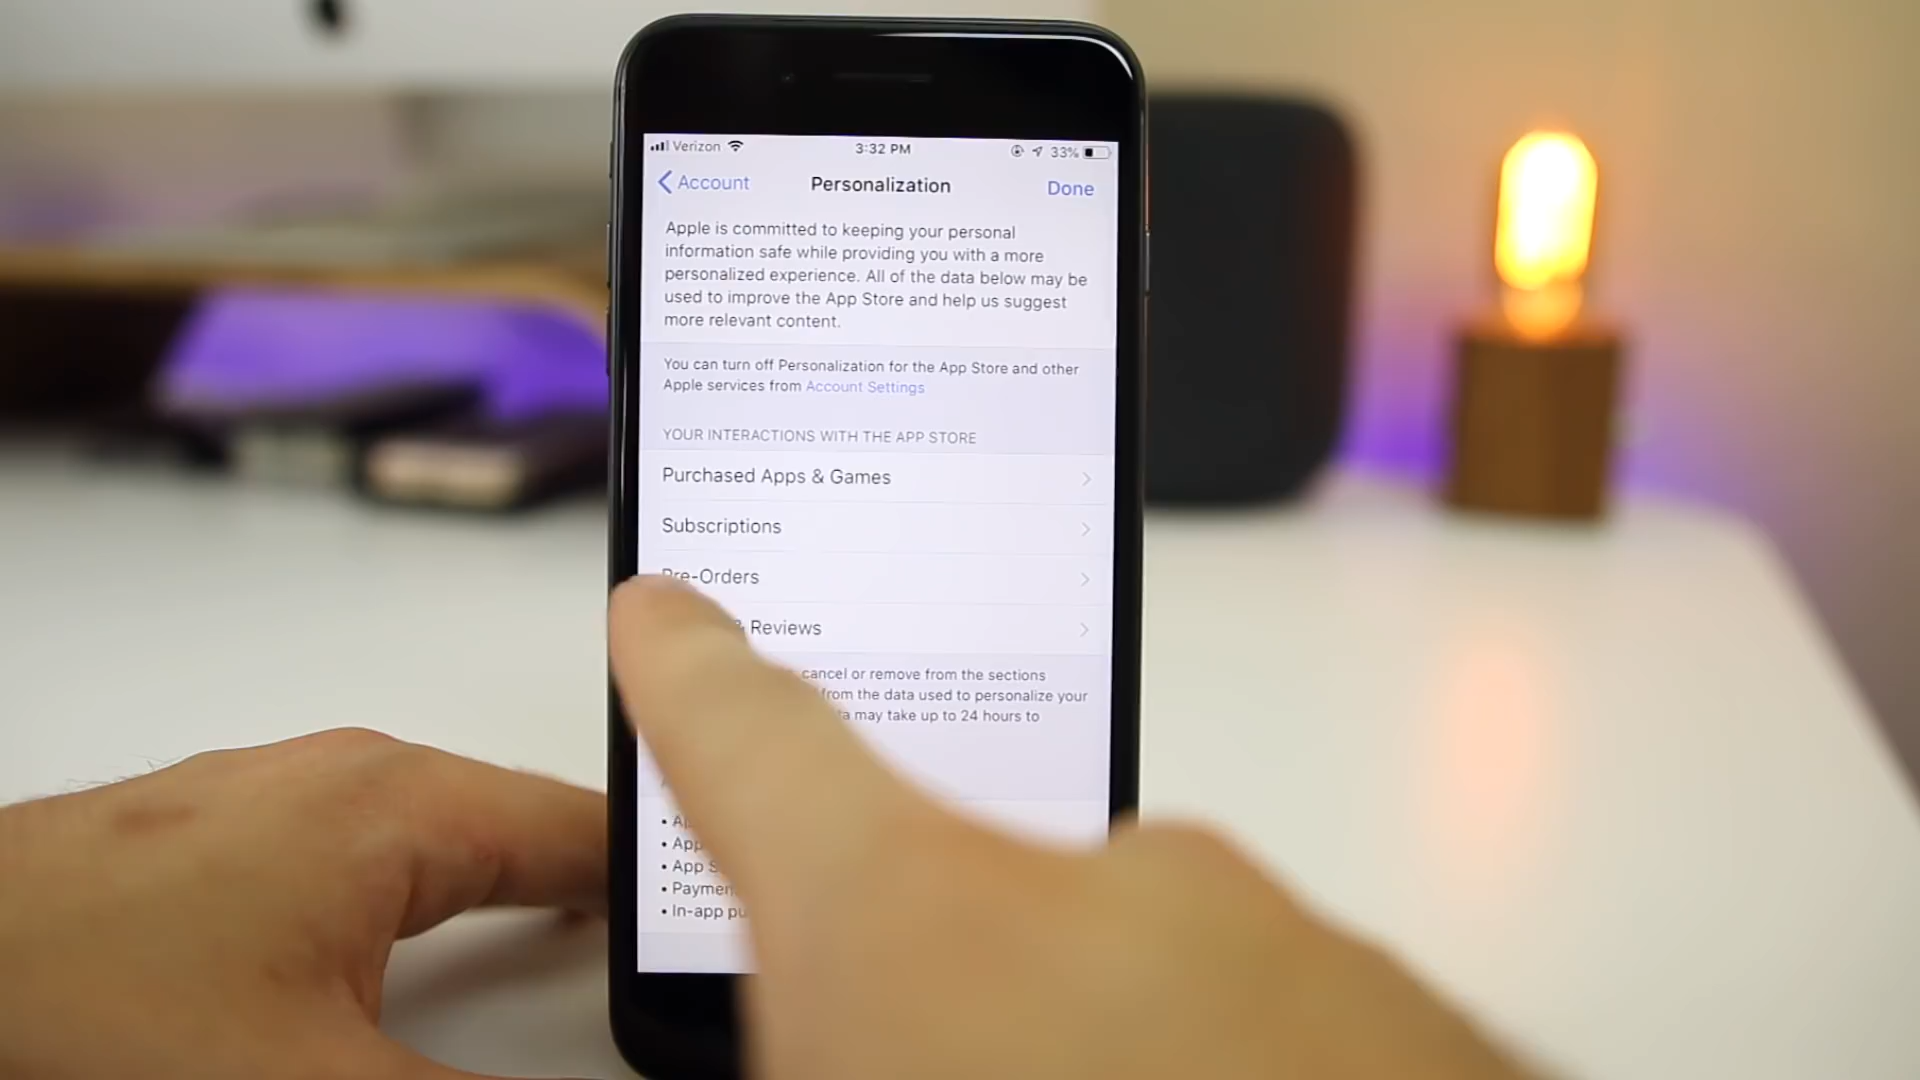 Verizon 3:32 PM 33%
Account Personalization Done
Apple is committed to keeping your personal
information safe while providing you with a more
personalized experience. All of the data below may be
used to improve the App Store and help us suggest
more relevant content.
You can turn off Personalization for the App Store and other
Apple services from Account Settings
YOUR INTERACTIONS WITH THE APP STORE
Purchased Apps & Games
Subscriptions
Pre-Orders
& Reviews
cancel or remove from the sections
from the data used to personalize your
may take up to 24 hours to
• App
• App
• In-app